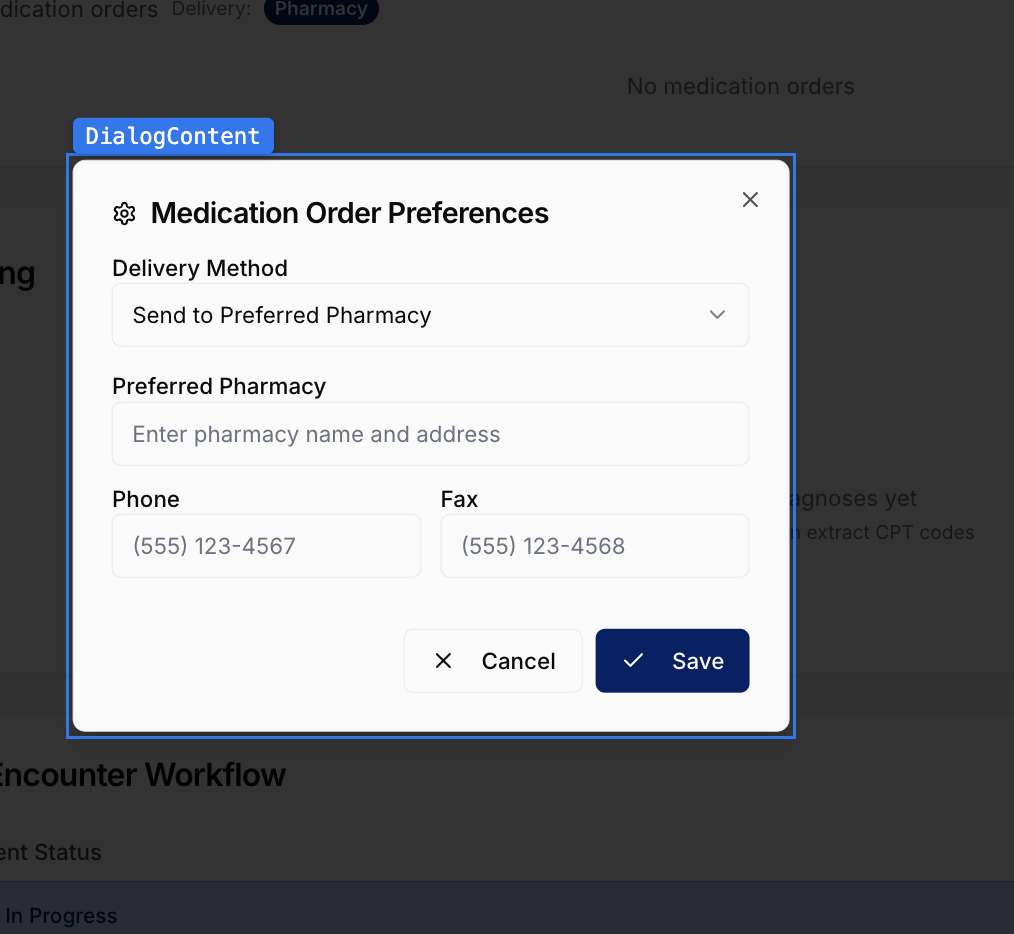 dication orders Delivery: Pharmacy
No medication orders
DialogContent
Medication Order Preferences
ng
Delivery Method
Send to Preferred Pharmacy
Preferred Pharmacy
Enter pharmacy name and address
Phone Fax
agnoses yet
(555) 123-4567 (555) 123-4568
n extract CPT codes
Cancel Save
Encounter Workflow
ent Status
In Progress